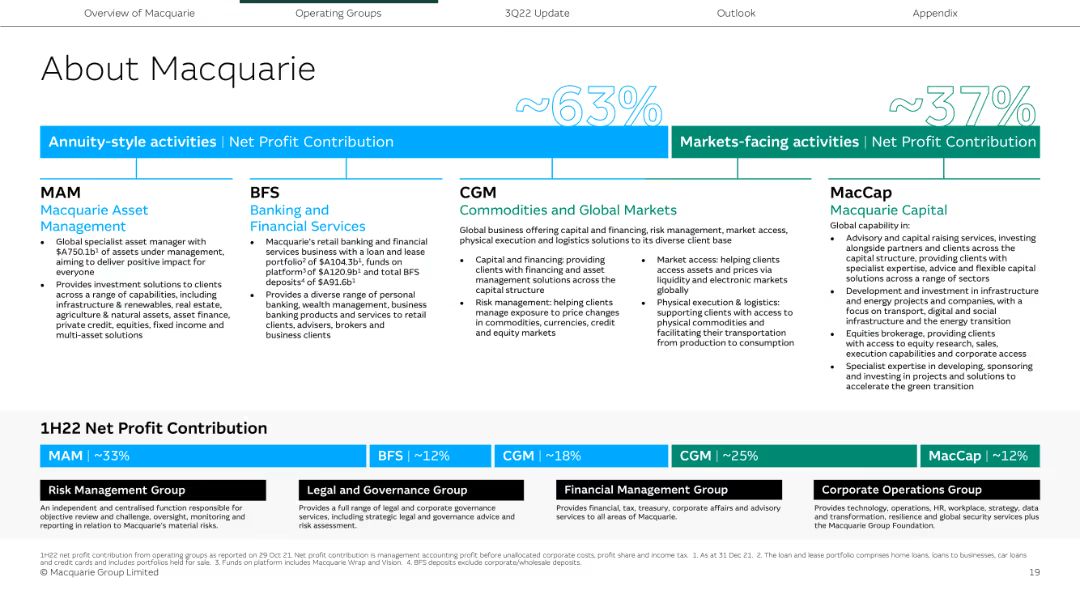 Overview of Macquarie
Operating Groups
3Q22 Update
Outlook
Appendix
About Macquarie
~63%
~37%
Annuity-style activities | Net Profit Contribution
Markets-facing activities | Net Profit Contribution
MAM
Macquarie Asset
Management
• Global specialist asset manager with
$A750.1b¹ of assets under management,
aiming to deliver positive impact for
everyone
• Provides investment solutions to clients
across a range of capabilities, including
infrastructure & renewables, real estate,
agriculture & natural assets, asset finance,
private credit, equities, fixed income and
multi-asset solutions
BFS
Banking and
Financial Services
• Macquarie's retail banking and financial
services business with a loan and lease
portfolio² of $A104.3b¹, funds on
platform³ of $A120.9b¹ and total BFS
deposits⁴ of $A91.6b¹
• Provides a diverse range of personal
banking, wealth management, business
banking products and services to retail
clients, advisers, brokers and
business clients
CGM
Commodities and Global Markets
Global business offering capital and financing, risk management, market access,
physical execution and logistics solutions to its diverse client base
• Capital and financing: providing
clients with financing and asset
management solutions across the
capital structure
• Risk management: helping clients
manage exposure to price changes
in commodities, currencies, credit
and equity markets
• Market access: helping clients
access assets and prices via
liquidity and electronic markets
globally
• Physical execution & logistics:
supporting clients with access to
physical commodities and
facilitating their transportation
from production to consumption
MacCap
Macquarie Capital
Global capability in:
• Advisory and capital raising services, investing
alongside partners and clients across the
capital structure, providing clients with
specialist expertise, advice and flexible capital
solutions across a range of sectors
• Development and investment in infrastructure
and energy projects and companies, with a
focus on transport, digital and social
infrastructure and the energy transition
• Equities brokerage, providing clients
with access to equity research, sales,
execution capabilities and corporate access
• Specialist expertise in developing, sponsoring
and investing in projects and solutions to
accelerate the green transition
1H22 Net Profit Contribution
MAM | ~33%
BFS | ~12%
CGM | ~18%
CGM | ~25%
MacCap | ~12%
Risk Management Group
An independent and centralised function responsible for
objective review and challenge, oversight, monitoring and
reporting in relation to Macquarie's material risks.
Legal and Governance Group
Provides a full range of legal and corporate governance
services, including strategic legal and governance advice and
risk assessment.
Financial Management Group
Provides financial, tax, treasury, corporate affairs and advisory
services to all areas of Macquarie.
Corporate Operations Group
Provides technology, operations, HR, workplace, strategy, data
and transformation, resilience and global security services plus
the Macquarie Group Foundation.
1H22 net profit contribution from operating groups as reported on 29 Oct 21. Net profit contribution is management accounting profit before unallocated corporate costs, profit share and income tax. 1. As at 31 Dec 21. 2. The loan and lease portfolio comprises home loans, loans to businesses, car loans
and credit cards and includes portfolios held for sale. 3. Funds on platform includes Macquarie Wrap and Vision. 4. BFS deposits exclude corporate/wholesale deposits.
© Macquarie Group Limited
19